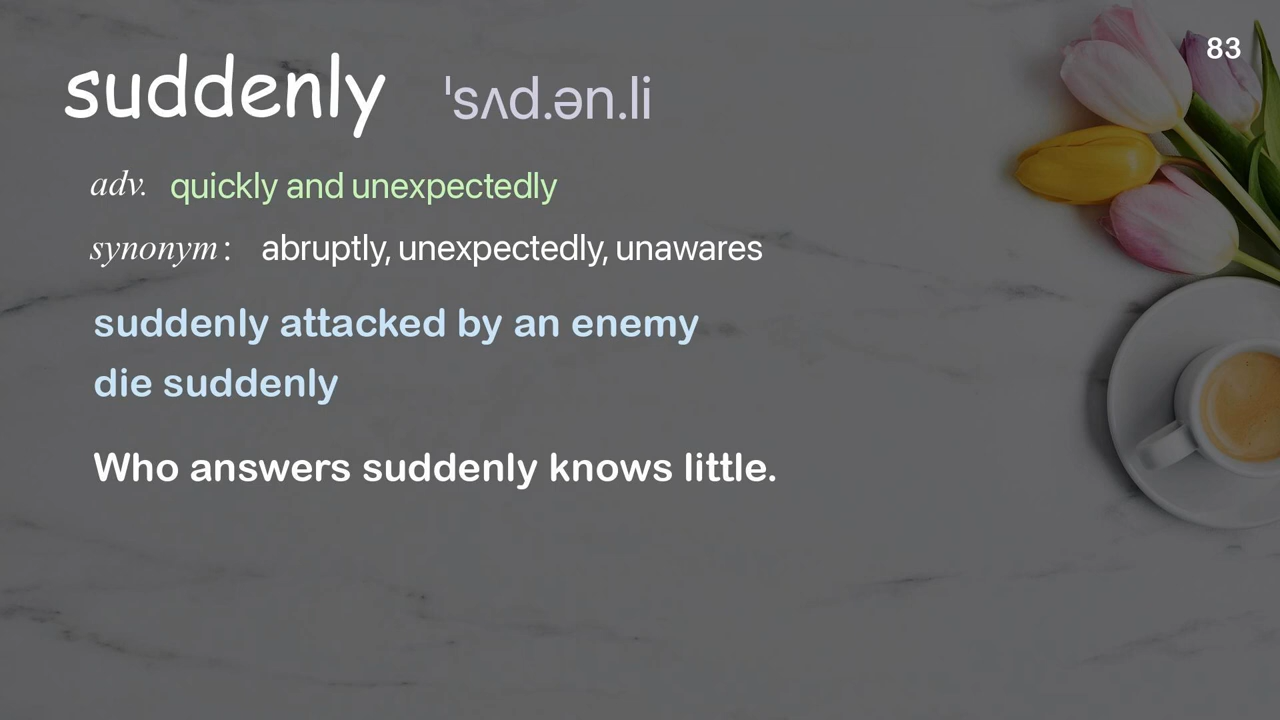 83
suddenly ˈsʌd.ən.li
adv. quickly and unexpectedly
synonym: abruptly, unexpectedly, unawares
suddenly attacked by an enemy
die suddenly
Who answers suddenly knows little.